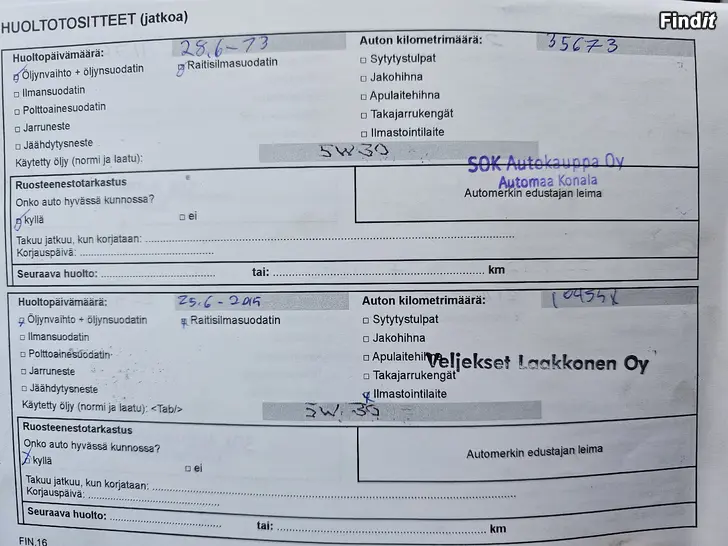 Findit
HUOLTOTOSITTEET (jatkoa)
Huoltopäivämäärä: 28.6-13 Auton kilometrimäärä: 35673
Öljynvaihto + öljynsuodatin Raitisilmasuodatin □ Sytytystulpat
□ Ilmansuodatin □ Jakohihna
□ Polttoainesuodatin □ Apulaitehihna
□ Jarruneste □ Takajarrukengät
□ Jäähdytysneste □ Ilmastointilaite
Käytetty öljy (normi ja laatu): 5W30
SOK Autokauppa Oy
Automaa Konala
Ruosteenestotarkastus Automerkin edustajan leima
Onko auto hyvässä kunnossa?
kyllä □ ei
Takuu jatkuu, kun korjataan:
Korjauspäivä:
Seuraava huolto: tai: km
Huoltopäivämäärä: 25.6-2015 Auton kilometrimäärä:
Öljynvaihto + öljynsuodatin Raitisilmasuodatin □ Sytytystulpat
□ Ilmansuodatin □ Jakohihna
□ Polttoainesuodatin □ Apulaitehihna
Veljekset Laakkonen Oy
□ Jarruneste □ Takajarrukengät
□ Jäähdytysneste Ilmastointilaite
Käytetty öljy (normi ja laatu): <Tab/> 5W.30
Ruosteenestotarkastus
Onko auto hyvässä kunnossa? Automerkin edustajan leima
kyllä □ ei
Takuu jatkuu, kun korjataan:
Korjauspäivä:
Seuraava huolto: tai: km
FIN.16